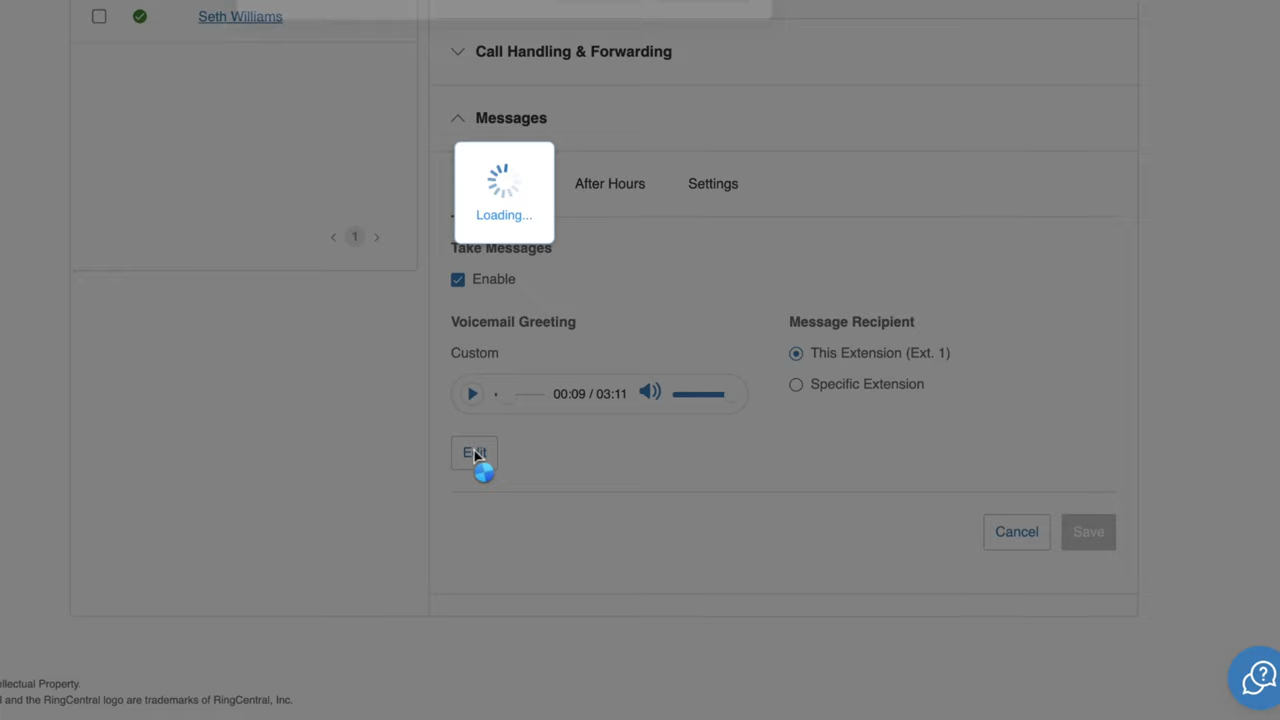 Seth Williams
Call Handling & Forwarding
Messages
Loading...
After Hours
Settings
Take Messages
Enable
Voicemail Greeting
Message Recipient
Custom
This Extension (Ext. 1)
00:09 / 03:11
Specific Extension
1
Edit
Cancel
Save
ellectual Property.
l and the RingCentral logo are trademarks of RingCentral, Inc.